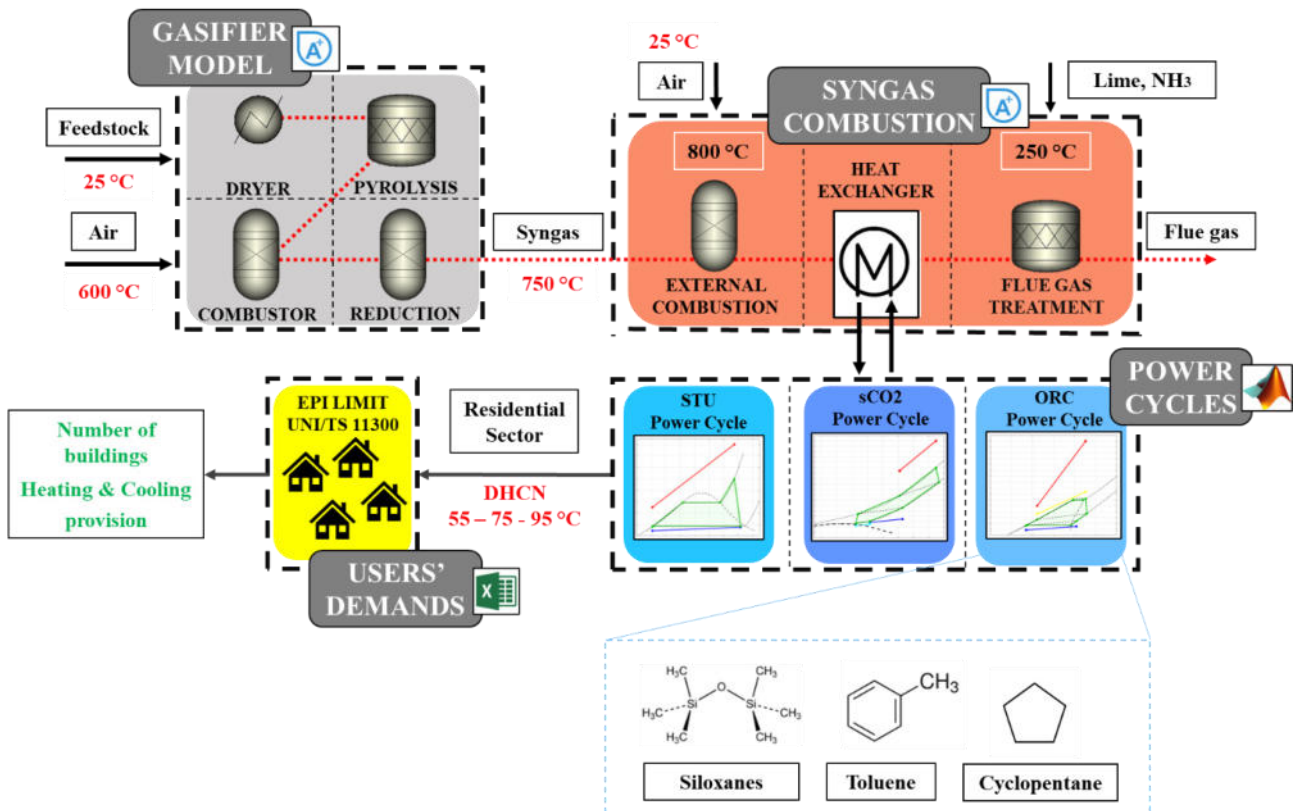 GASIFIER
MODEL
A+
Feedstock
25 °C
Air
600 °C
DRYER
PYROLYSIS
COMBUSTOR
REDUCTION
Syngas
750 °C
25 °C
Air
SYNGAS
COMBUSTION
A+
Lime, NH3
800 °C
HEAT
EXCHANGER
250 °C
EXTERNAL
COMBUSTION
FLUE GAS
TREATMENT
Flue gas
POWER
CYCLES
STU
Power Cycle
sCO2
Power Cycle
ORC
Power Cycle
Residential
Sector
DHCN
55 – 75 - 95 °C
EPI LIMIT
UNI/TS 11300
USERS’
DEMANDS
X
Number of
buildings
Heating & Cooling
provision
H3C
CH3
O
Si
Si
H3C
CH3
H3C
CH3
Siloxanes
CH3
Toluene
Cyclopentane